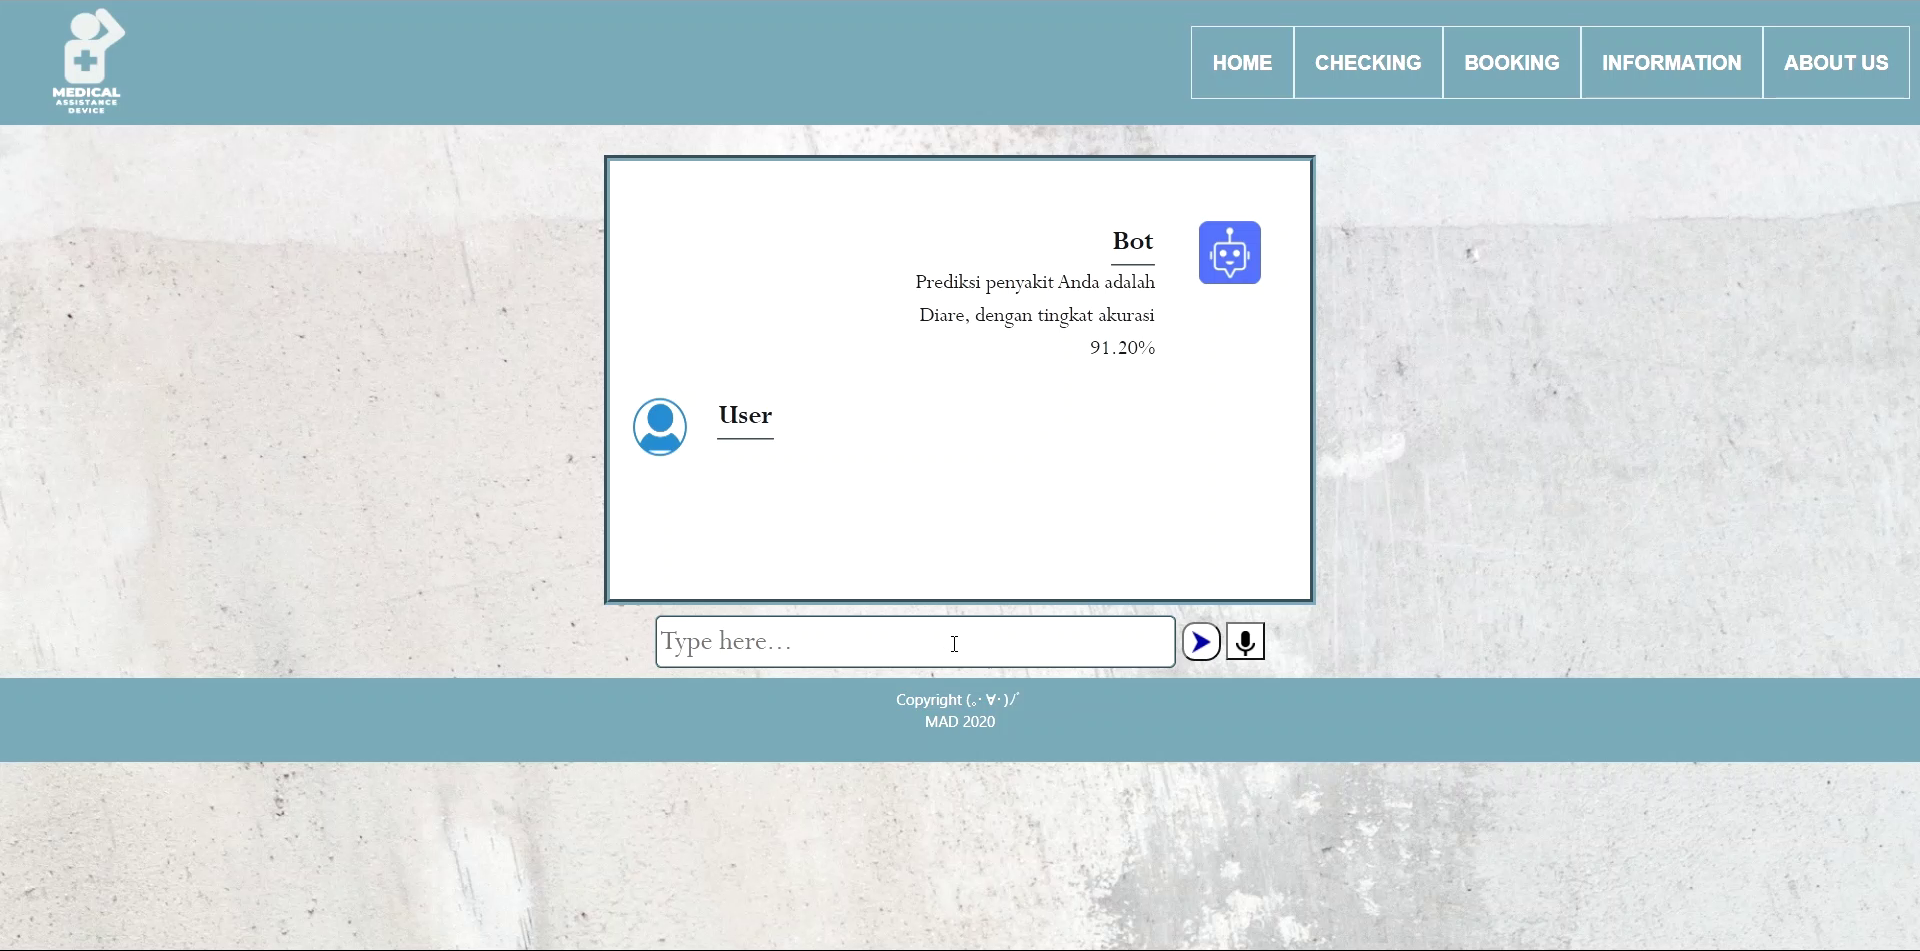 MEDICAL
ASSISTANCE
DEVICE
HOME
CHECKING
BOOKING
INFORMATION
ABOUT US
Bot
Prediksi penyakit Anda adalah
Diare, dengan tingkat akurasi
91.20%
User
Type here...
Copyright (｡･∀･)ﾉﾞ
MAD 2020